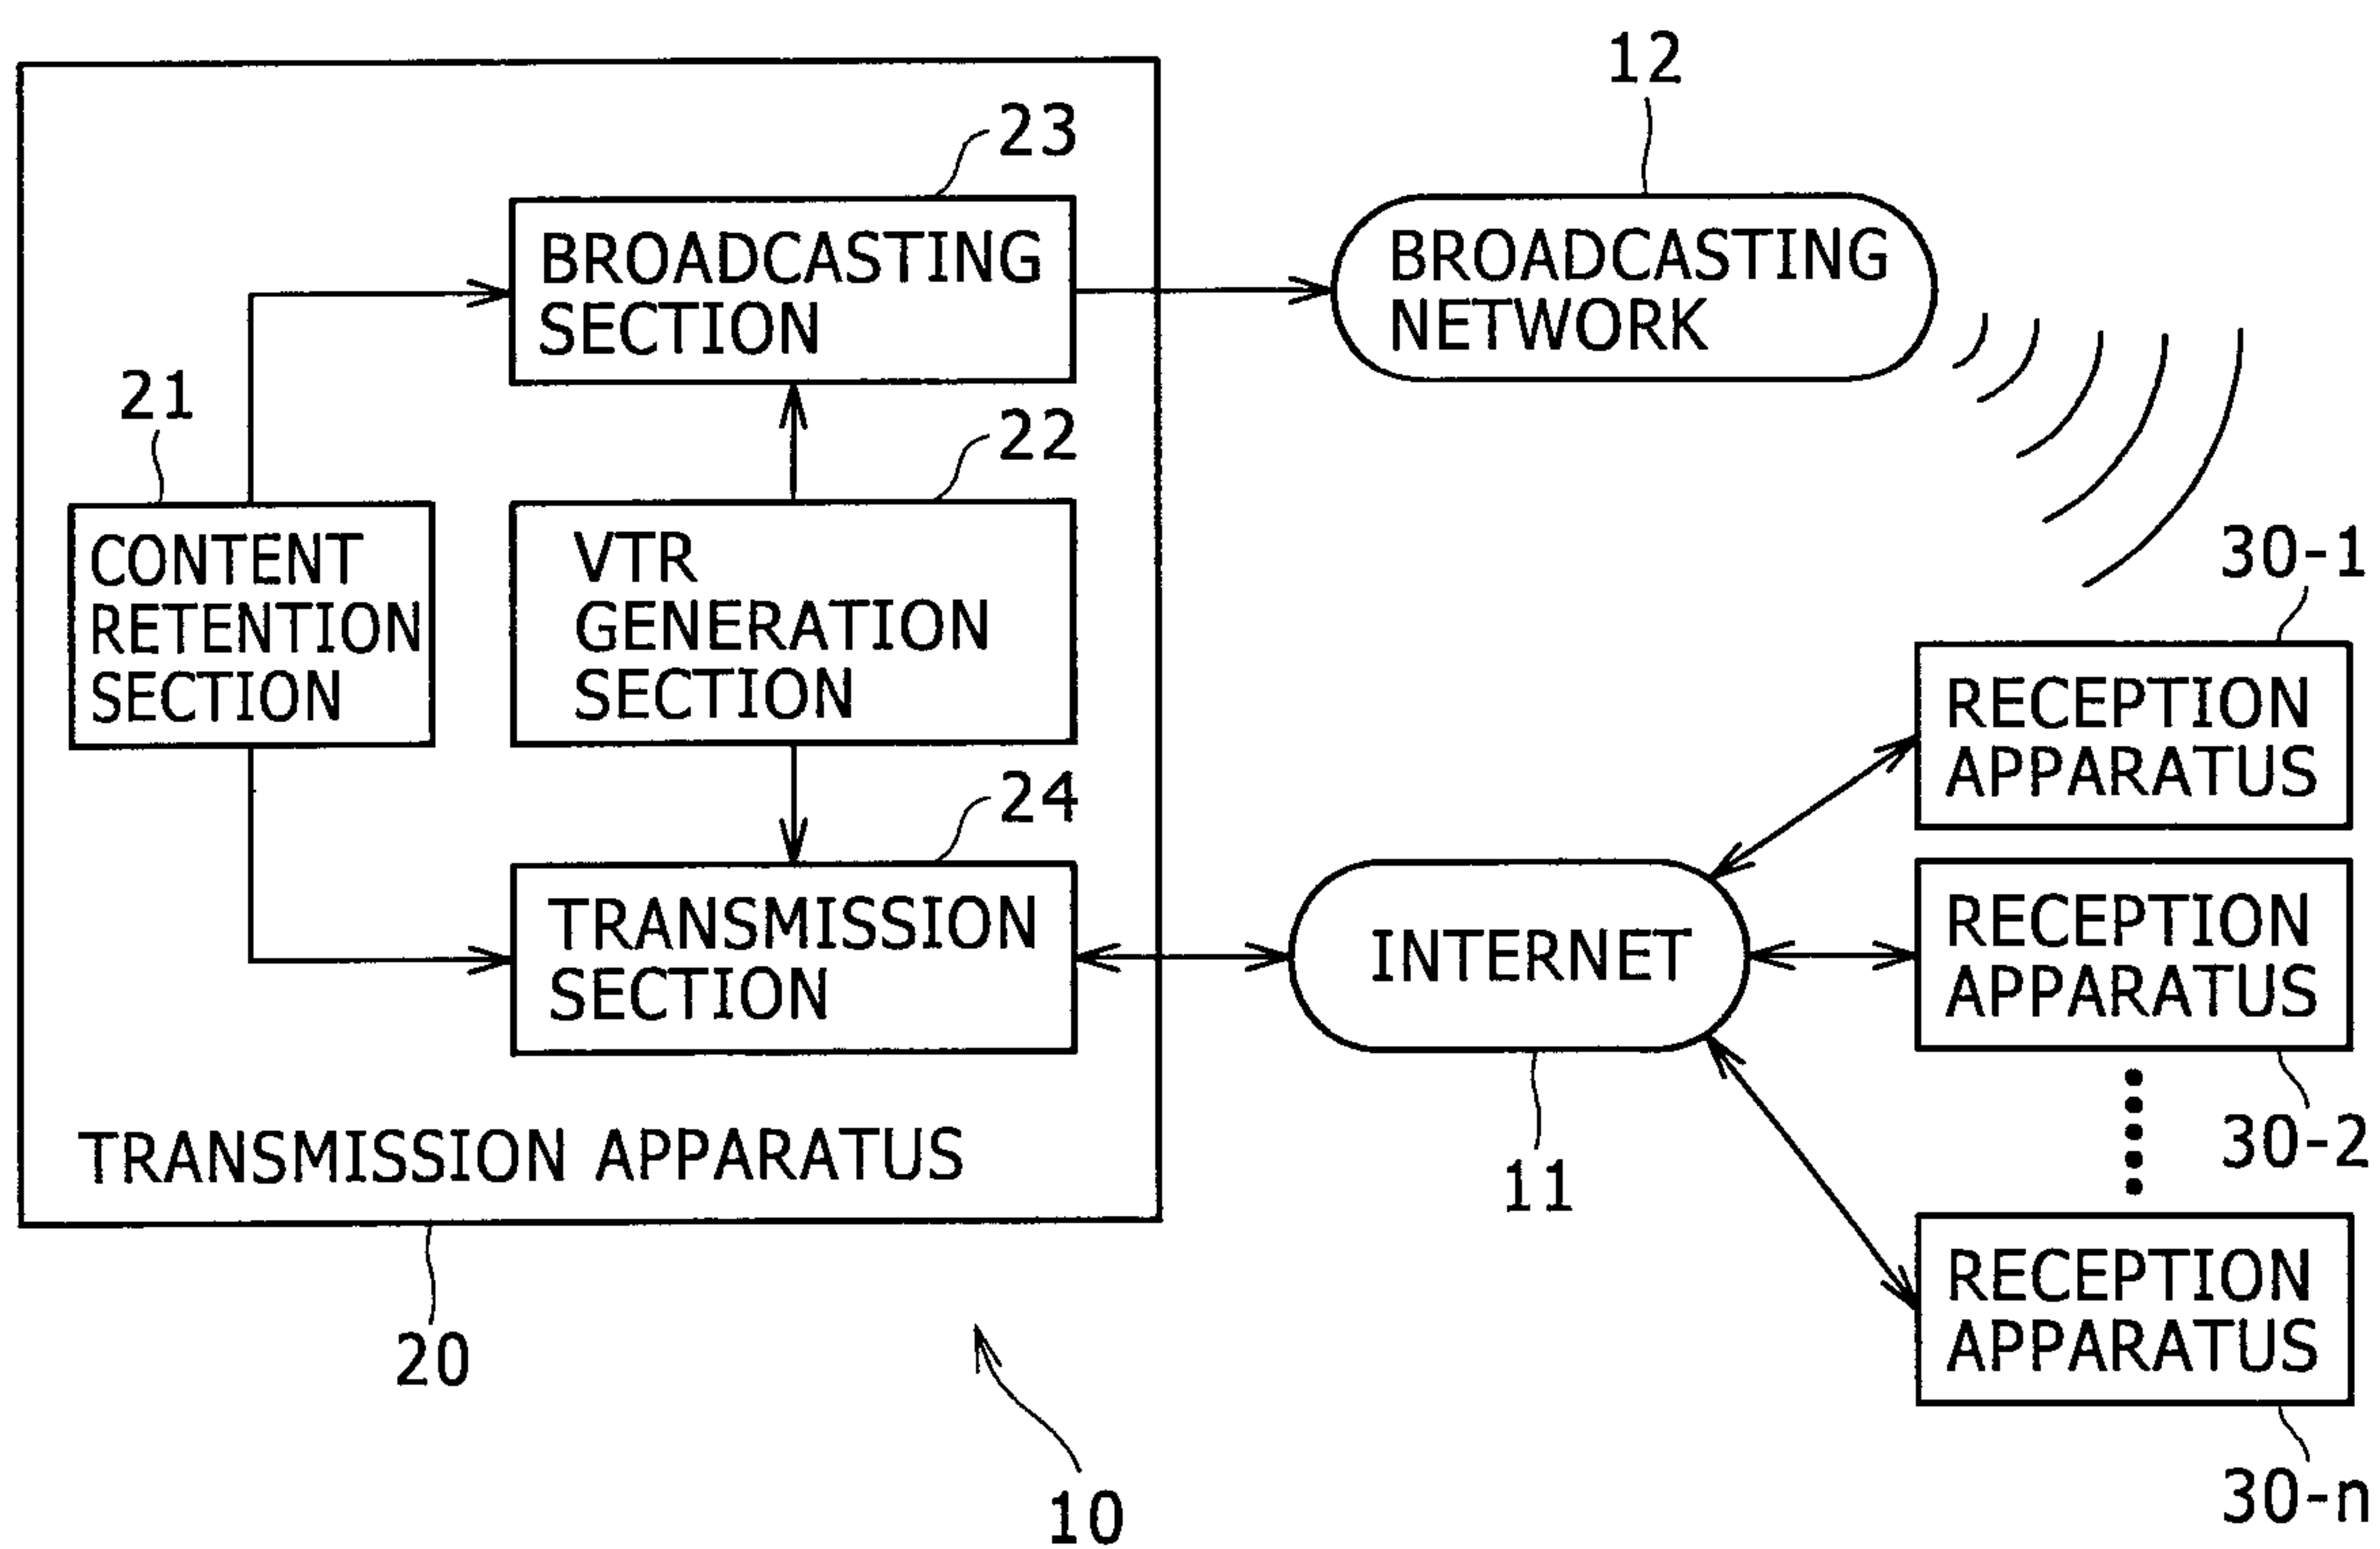 12
23
BROADCASTING
SECTION
BROADCASTING
NETWORK
21
22
CONTENT
RETENTION
SECTION
VTR
GENERATION
SECTION
30-1
RECEPTION
APPARATUS
24
TRANSMISSION
SECTION
INTERNET
RECEPTION
APPARATUS
30-2
11
TRANSMISSION APPARATUS
20
RECEPTION
APPARATUS
30-n
10